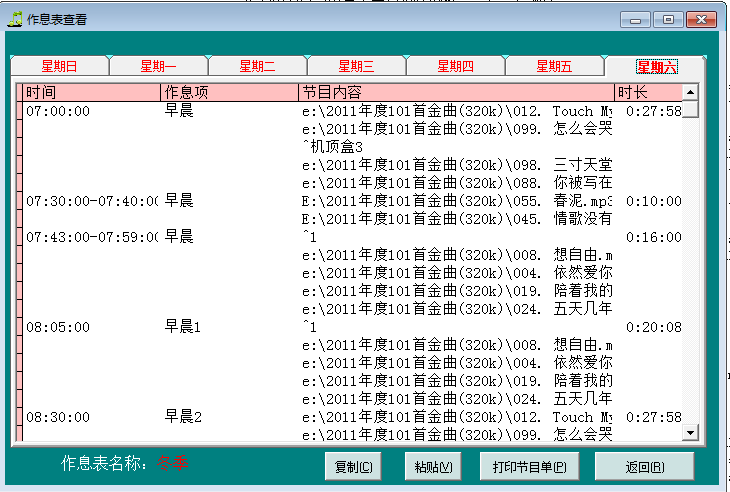 作息表查看
星期日 星期一 星期二 星期三 星期四 星期五 星期六
时间 作息项 节目内容 时长
07:00:00 早晨 e:\2011年度101首金曲(320k)\012. Touch My 0:27:58
e:\2011年度101首金曲(320k)\099. 怎么会哭
^机顶盒3
e:\2011年度101首金曲(320k)\098. 三寸天堂
e:\2011年度101首金曲(320k)\088. 你被写在
07:30:00-07:40:00 早晨 E:\2011年度101首金曲(320k)\055. 春泥.mp3 0:10:00
E:\2011年度101首金曲(320k)\045. 情歌没有
07:43:00-07:59:00 早晨 ^1 0:16:00
e:\2011年度101首金曲(320k)\008. 想自由.m
e:\2011年度101首金曲(320k)\004. 依然爱你
e:\2011年度101首金曲(320k)\019. 陪着我的
e:\2011年度101首金曲(320k)\024. 五天几年
08:05:00 早晨1 ^1 0:20:08
e:\2011年度101首金曲(320k)\008. 想自由.m
e:\2011年度101首金曲(320k)\004. 依然爱你
e:\2011年度101首金曲(320k)\019. 陪着我的
e:\2011年度101首金曲(320k)\024. 五天几年
08:30:00 早晨2 e:\2011年度101首金曲(320k)\012. Touch My 0:27:58
e:\2011年度101首金曲(320k)\099. 怎么会哭
作息表名称：冬季 复制(C) 粘贴(V) 打印节目单(P) 返回(R)